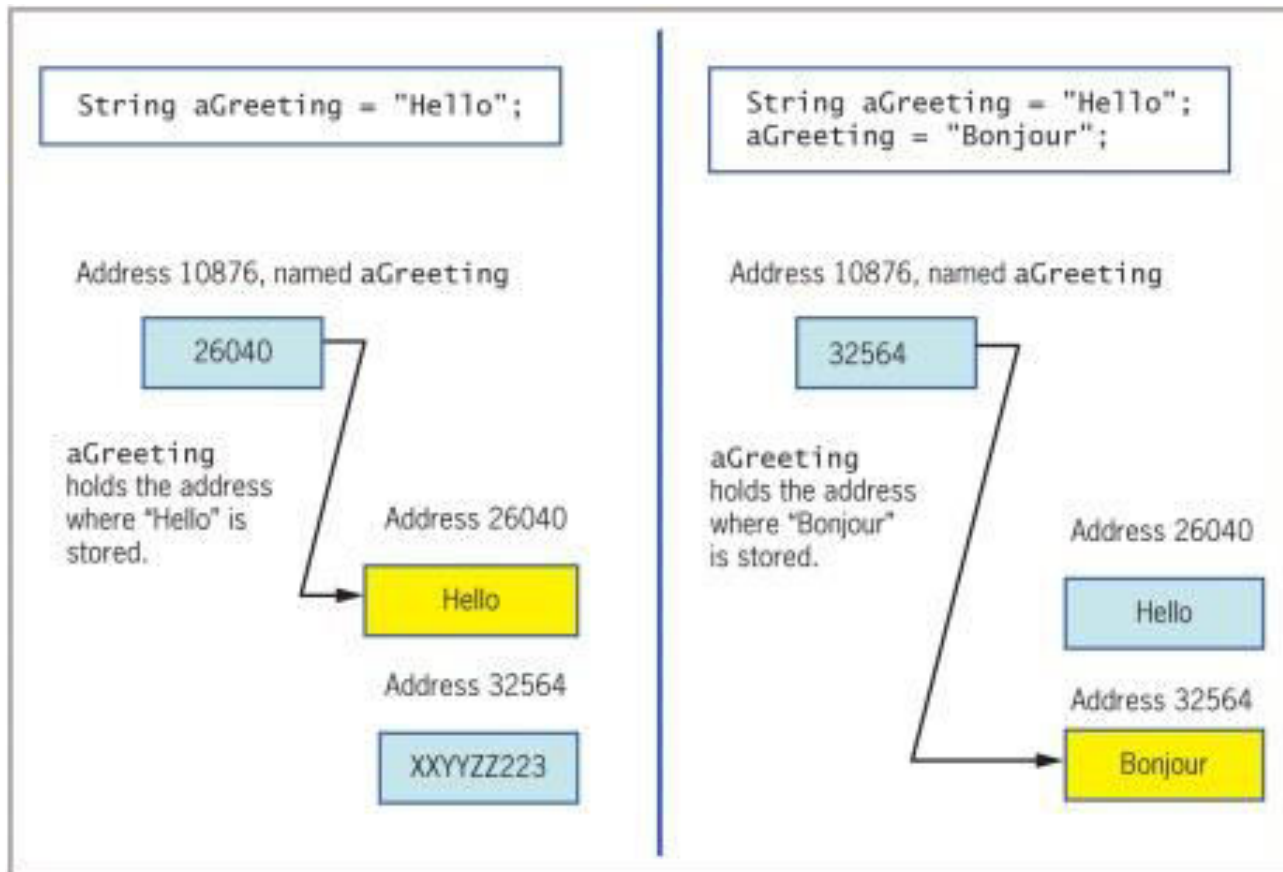 String aGreeting = "Hello";
Address 10876, named aGreeting
26040
aGreeting
holds the address
where “Hello” is
stored.
Address 26040
Hello
Address 32564
XXYYZZ223
String aGreeting = "Hello";
aGreeting = "Bonjour";
Address 10876, named aGreeting
32564
aGreeting
holds the address
where “Bonjour”
is stored.
Address 26040
Hello
Address 32564
Bonjour